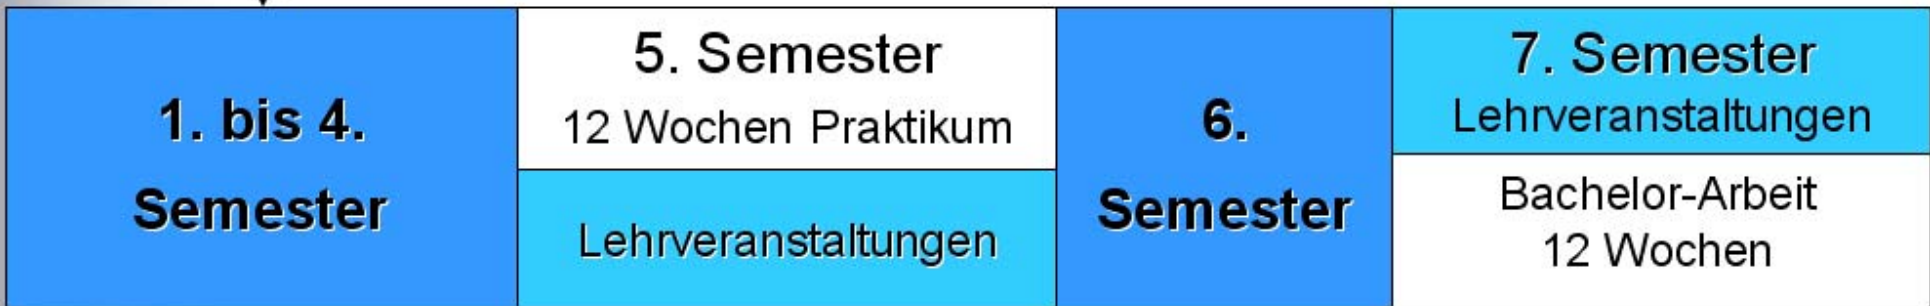 1. bis 4.
Semester
5. Semester
12 Wochen Praktikum
Lehrveranstaltungen
6.
Semester
7. Semester
Lehrveranstaltungen
Bachelor-Arbeit
12 Wochen